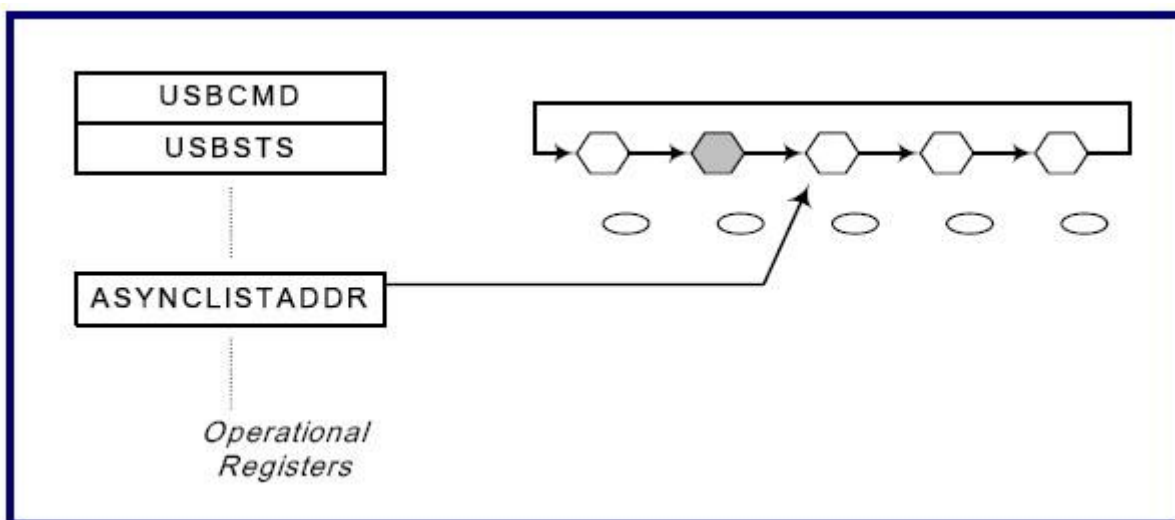 USBCMD
USBSTS
ASYNCLISTADDR
Operational
Registers